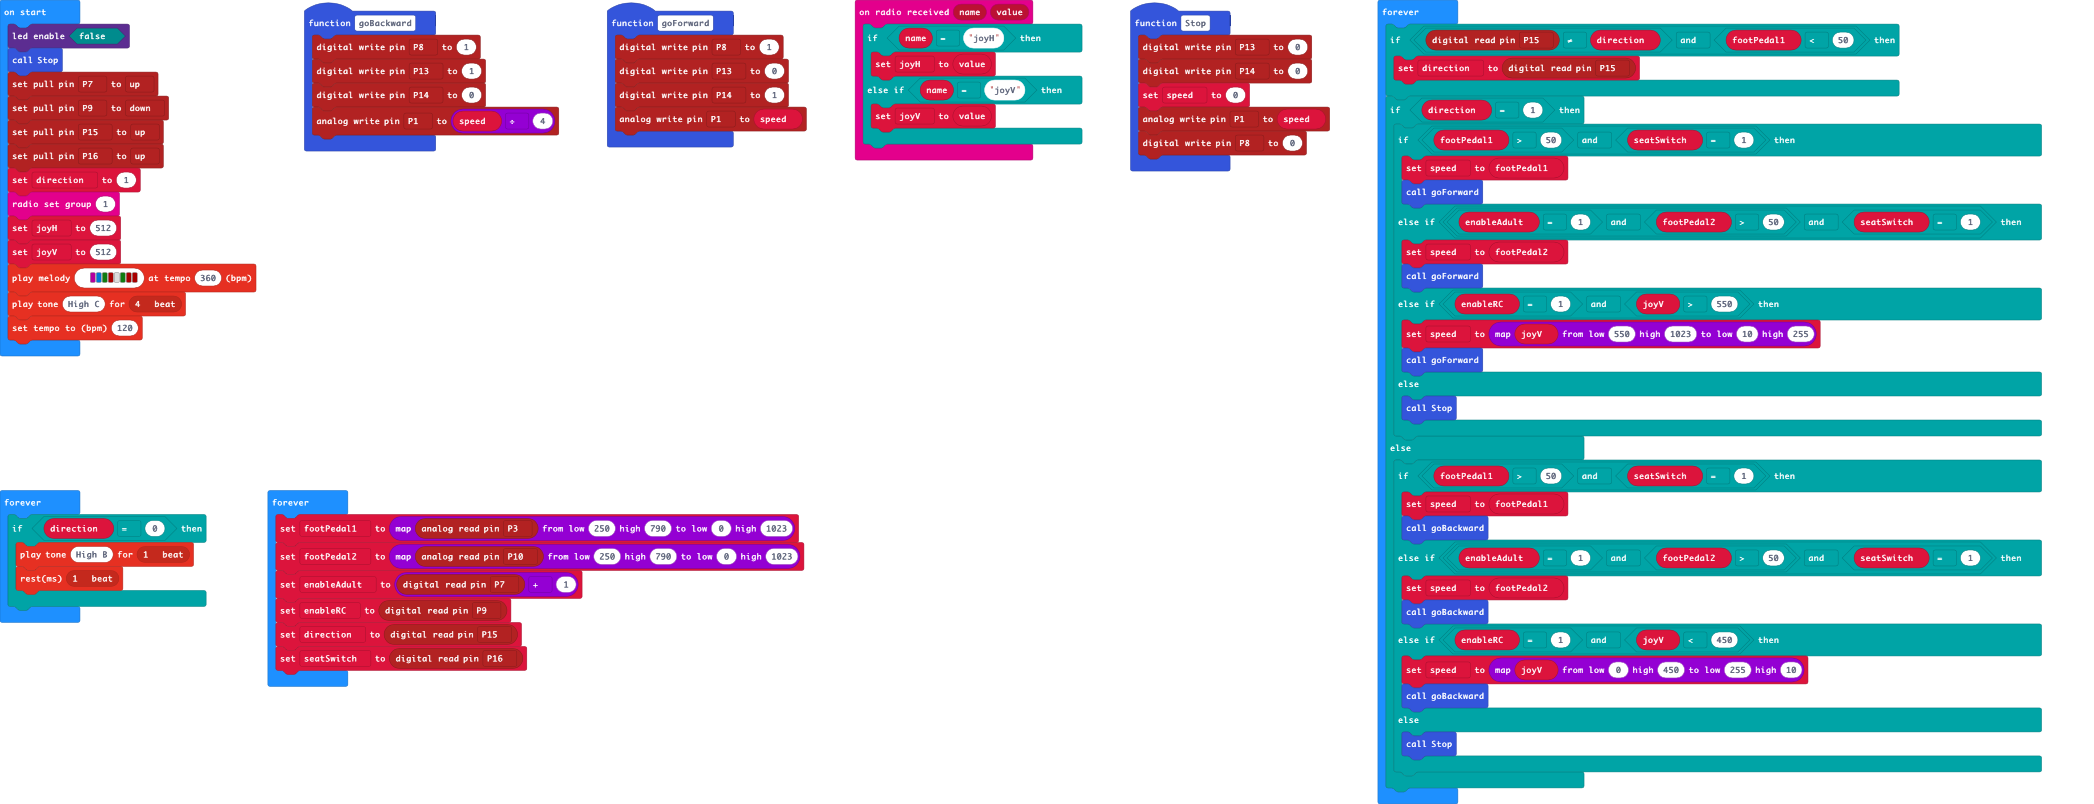 on start
led enable false
call Stop
set pull pin P7 to up
set pull pin P9 to down
set pull pin P15 to up
set pull pin P16 to up
set direction to 1
radio set group 1
set joyH to 512
set joyV to 512
play melody at tempo 360 (bpm)
play tone High C for 4 beat
set tempo to (bpm) 120
function goBackward
digital write pin P8 to 1
digital write pin P13 to 1
digital write pin P14 to 0
analog write pin P1 to speed ÷ 4
function goForward
digital write pin P8 to 1
digital write pin P13 to 0
digital write pin P14 to 1
analog write pin P1 to speed
on radio received name value
if name = "joyH" then
set joyH to value
else if name = "joyV" then
set joyV to value
function Stop
digital write pin P13 to 0
digital write pin P14 to 0
set speed to 0
analog write pin P1 to speed
digital write pin P8 to 0
forever
if digital read pin P15 ≠ direction and footPedal1 < 50 then
set direction to digital read pin P15
if direction = 1 then
if footPedal1 > 50 and seatSwitch = 1 then
set speed to footPedal1
call goForward
else if enableAdult = 1 and footPedal2 > 50 and seatSwitch = 1 then
set speed to footPedal2
call goForward
else if enableRC = 1 and joyV > 550 then
set speed to map joyV from low 550 high 1023 to low 10 high 255
call goForward
else
call Stop
else
if footPedal1 > 50 and seatSwitch = 1 then
set speed to footPedal1
call goBackward
else if enableAdult = 1 and footPedal2 > 50 and seatSwitch = 1 then
set speed to footPedal2
call goBackward
else if enableRC = 1 and joyV < 450 then
set speed to map joyV from low 0 high 450 to low 255 high 10
call goBackward
else
call Stop
forever
if direction = 0 then
play tone High B for 1 beat
rest(ms) 1 beat
forever
set footPedal1 to map analog read pin P3 from low 250 high 790 to low 0 high 1023
set footPedal2 to map analog read pin P10 from low 250 high 790 to low 0 high 1023
set enableAdult to digital read pin P7 + 1
set enableRC to digital read pin P9
set direction to digital read pin P15
set seatSwitch to digital read pin P16